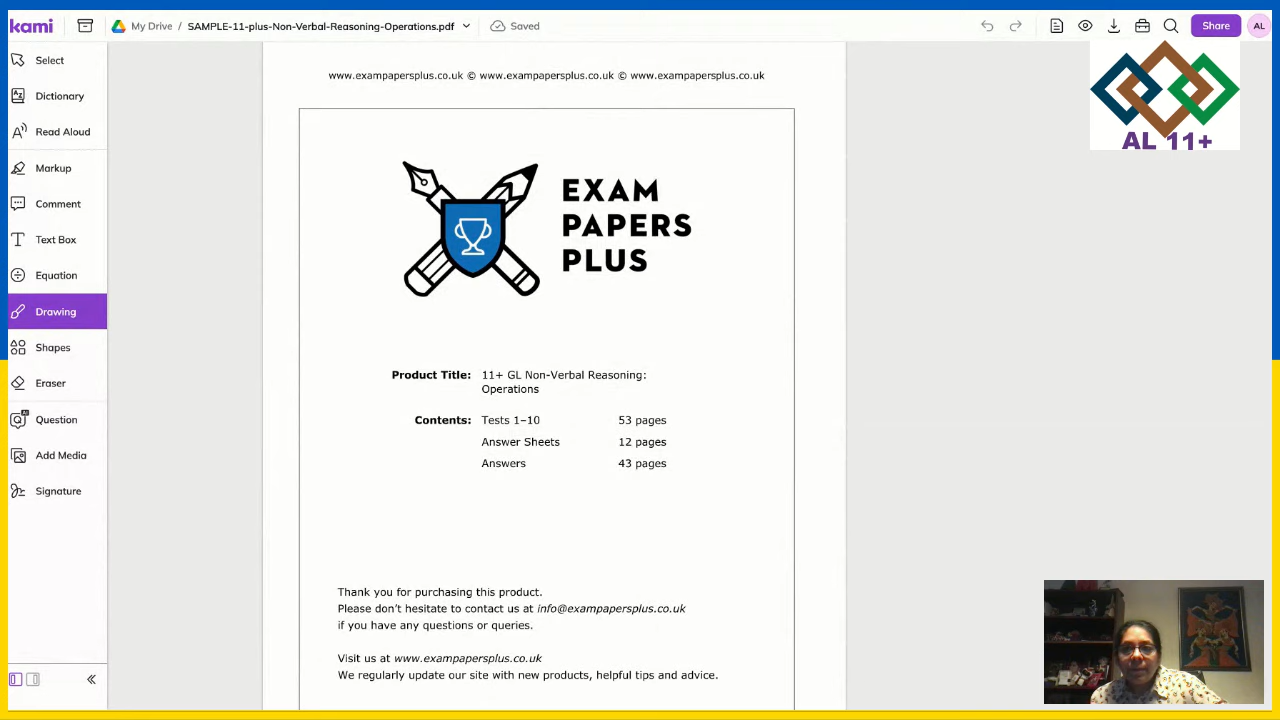 kami
My Drive / SAMPLE-11-plus-Non-Verbal-Reasoning-Operations.pdf
Saved
Share
AL
Select
Dictionary
Read Aloud
Markup
Comment
Text Box
Equation
Drawing
Shapes
Eraser
Question
Add Media
Signature
www.exampapersplus.co.uk © www.exampapersplus.co.uk © www.exampapersplus.co.uk
EXAM
PAPERS
PLUS
Product Title: 11+ GL Non-Verbal Reasoning:
Operations
Contents: Tests 1–10 53 pages
Answer Sheets 12 pages
Answers 43 pages
Thank you for purchasing this product.
Please don't hesitate to contact us at info@exampapersplus.co.uk
if you have any questions or queries.
Visit us at www.exampapersplus.co.uk
We regularly update our site with new products, helpful tips and advice.
AL 11+